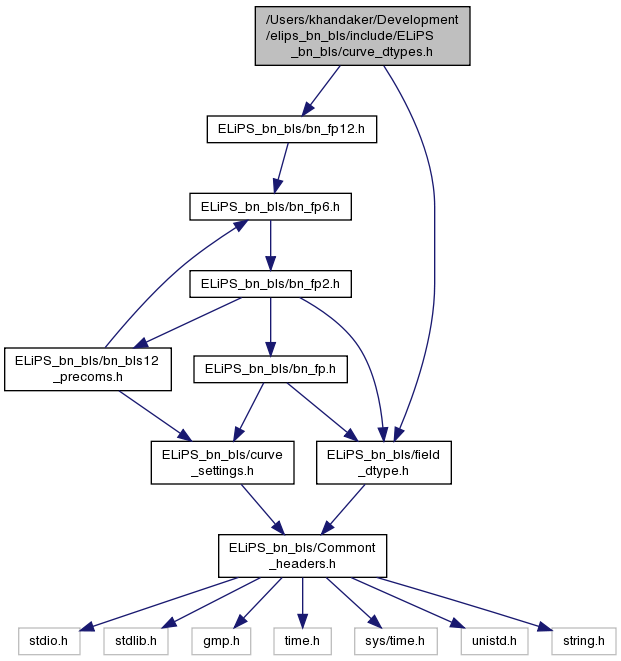 /Users/khandaker/Development
/elips_bn_bls/include/ELiPS
_bn_bls/curve_dtypes.h
ELiPS_bn_bls/bn_fp12.h
ELiPS_bn_bls/bn_fp6.h
ELiPS_bn_bls/bn_fp2.h
ELiPS_bn_bls/bn_bls12
_precoms.h
ELiPS_bn_bls/bn_fp.h
ELiPS_bn_bls/curve
_settings.h
ELiPS_bn_bls/field
_dtype.h
ELiPS_bn_bls/Commont
_headers.h
stdio.h
stdlib.h
gmp.h
time.h
sys/time.h
unistd.h
string.h